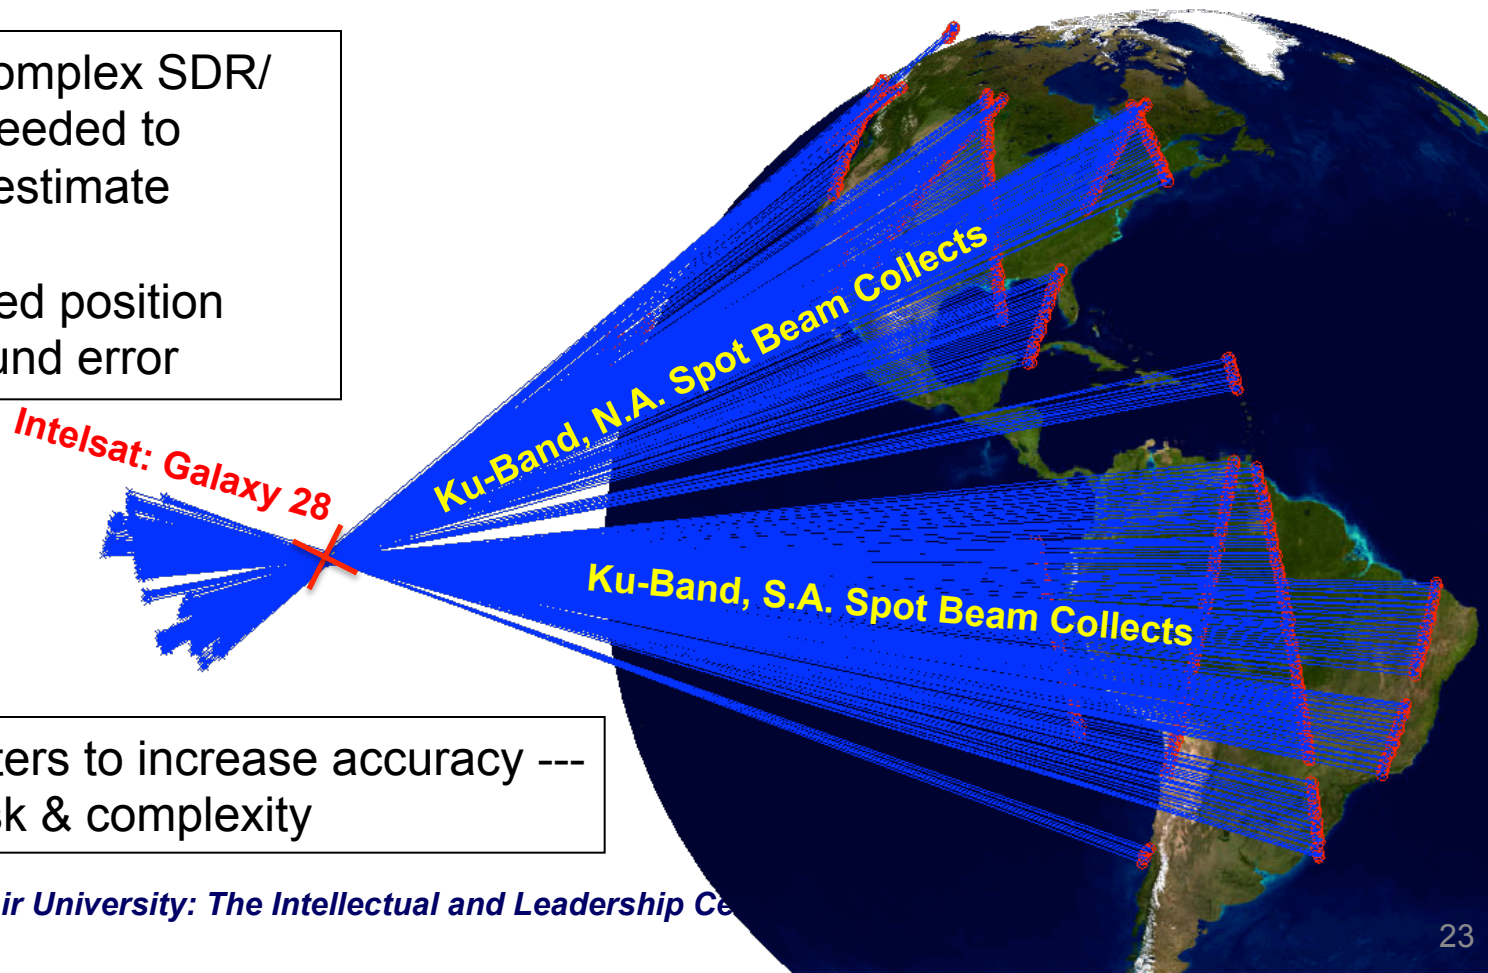 omplex SDR/
eeded to
estimate
ed position
und error
Intelsat: Galaxy 28
Ku-Band, N.A. Spot Beam Collects
Ku-Band, S.A. Spot Beam Collects
ters to increase accuracy ---
sk & complexity
ir University: The Intellectual and Leadership Ce
23